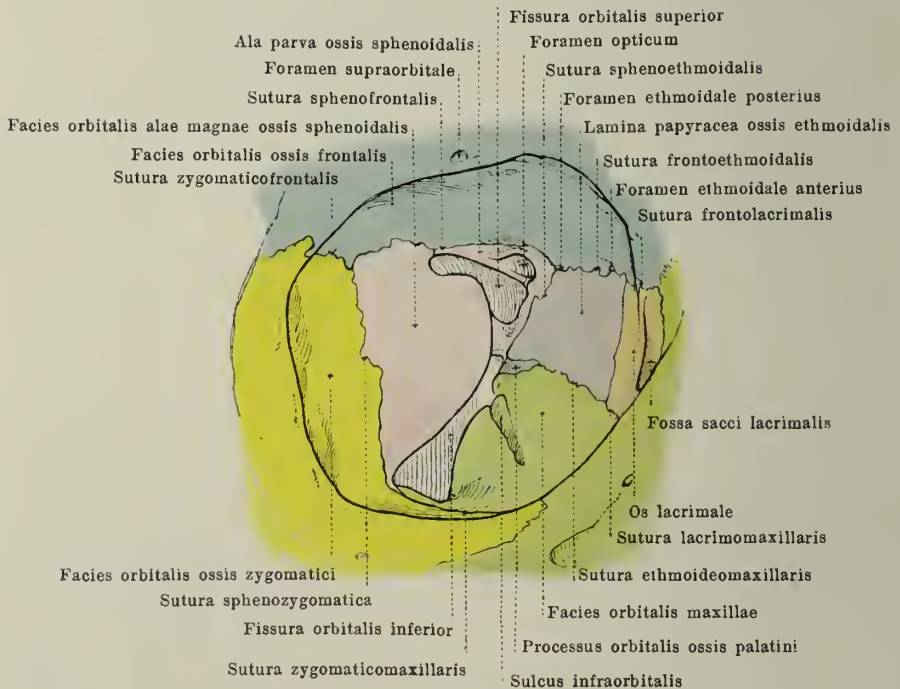 Fissura orbitalis superior
Ala parva ossis sphenoidalis
Foramen opticum
Foramen supraorbitale
Sutura sphenoethmoidalis
Sutura sphenofrontalis
Foramen ethmoidale posterius
Facies orbitalis alae magnae ossis sphenoidalis
Lamina papyracea ossis ethmoidalis
Facies orbitalis ossis frontalis
Sutura frontoethmoidalis
Sutura zygomaticofrontalis
Foramen ethmoidale anterius
Sutura frontolacrimalis
Fossa sacci lacrimalis
Os lacrimale
Sutura lacrimomaxillaris
Facies orbitalis ossis zygomatici
Sutura ethmoideomaxillaris
Sutura sphenozygomatica
Facies orbitalis maxillae
Fissura orbitalis inferior
Processus orbitalis ossis palatini
Sutura zygomaticomaxillaris
Sulcus infraorbitalis